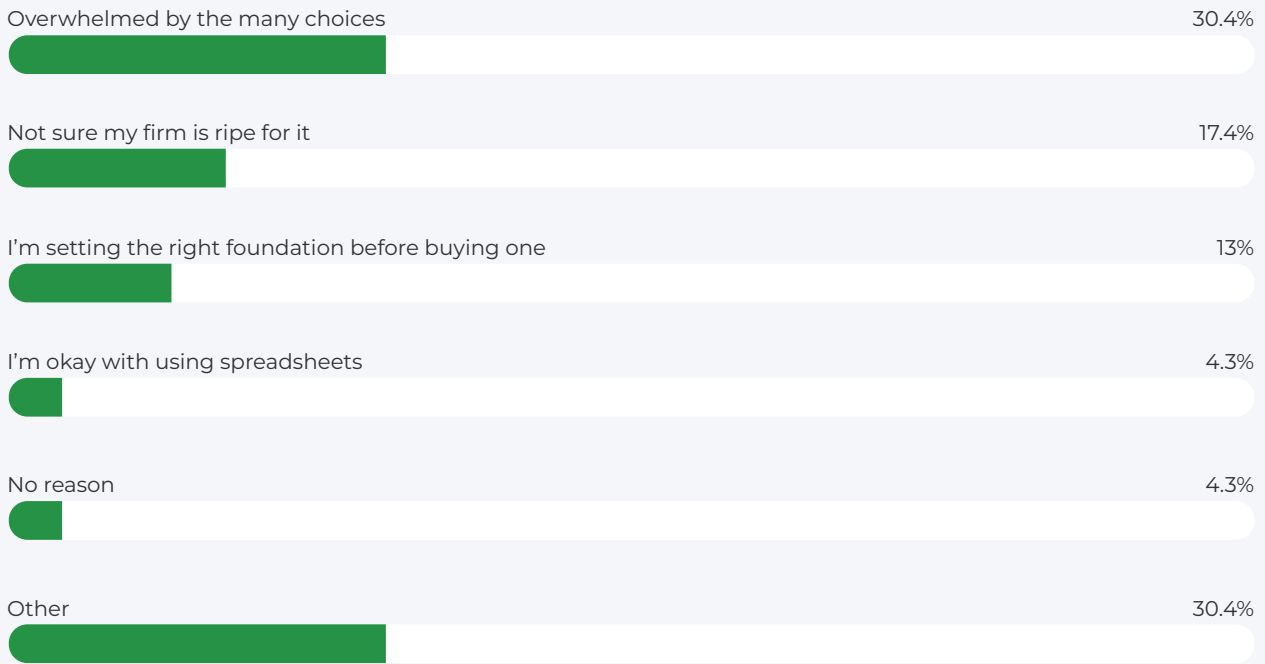 Overwhelmed by the many choices 30.4%
Not sure my firm is ripe for it 17.4%
I’m setting the right foundation before buying one 13%
I’m okay with using spreadsheets 4.3%
No reason 4.3%
Other 30.4%